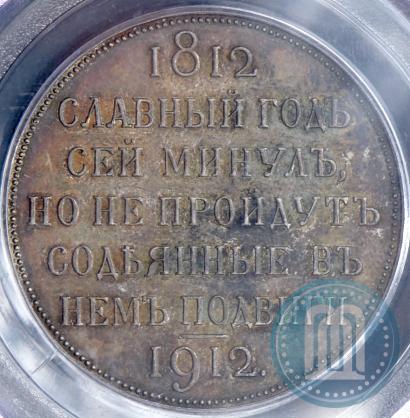 1812
СЛАВНЫЙ ГОДЪ
СЕЙ МИНУЛЪ,
НО НЕ ПРОЙДУТЪ
СОДѢЯННЫЕ ВЪ
НЕМЪ ПОДВИГИ
1912.